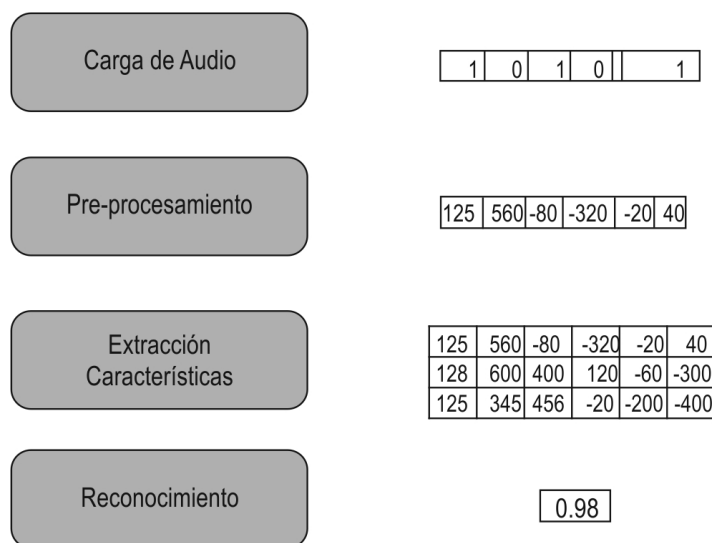 Carga de Audio
1 0 1 0 1
Pre-procesamiento
125 560 -80 -320 -20 40
Extracción
Características
125 560 -80 -320 -20 40
128 600 400 120 -60 -300
125 345 456 -20 -200 -400
Reconocimiento
0.98